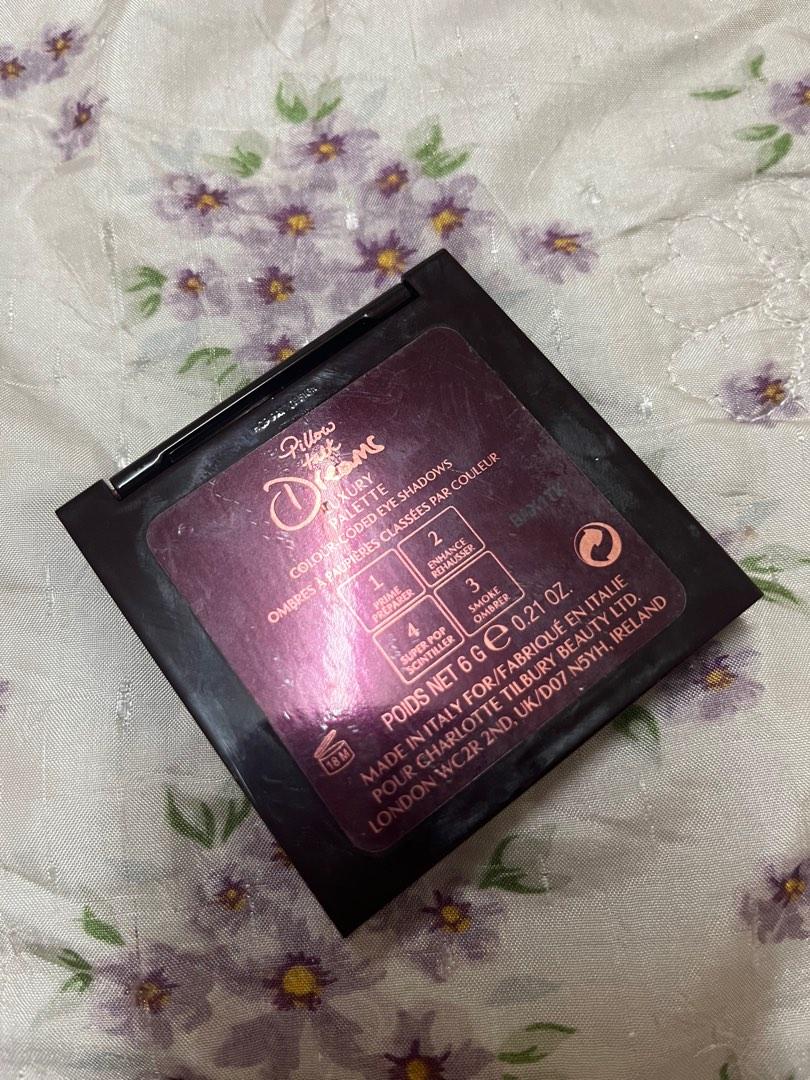 Pillow
talk
Dreams
LUXURY
PALETTE
COLOUR-CODED EYE SHADOWS
OMBRES À PAUPIÈRES CLASSÉES PAR COULEUR
1
PRIME
PRÉPARER
2
ENHANCE
REHAUSSER
4
SUPER POP
SCINTILLER
3
SMOKE
OMBRER
POIDS NET 6 G e 0.21 OZ.
18 M
MADE IN ITALY FOR/FABRIQUÉ EN ITALIE
POUR CHARLOTTE TILBURY BEAUTY LTD.
LONDON WC2R 2ND, UK/D07 N5YH, IRELAND